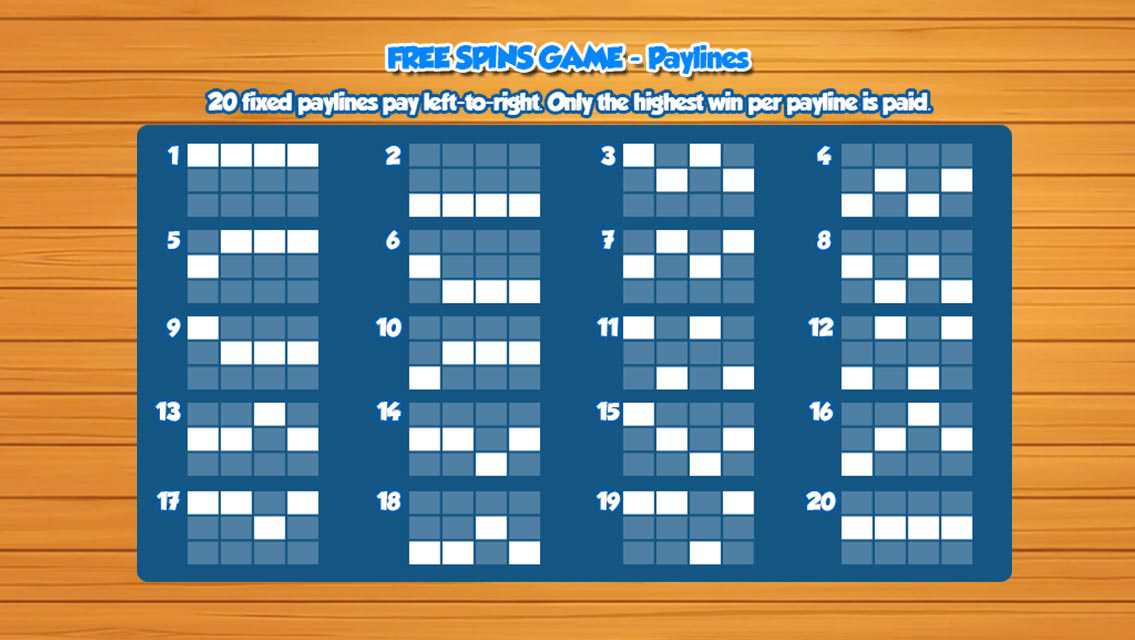 FREE SPINS GAME - Paylines
20 fixed paylines pay left-to-right. Only the highest win per payline is paid.
1 2 3 4
5 6 7 8
9 10 11 12
13 14 15 16
17 18 19 20